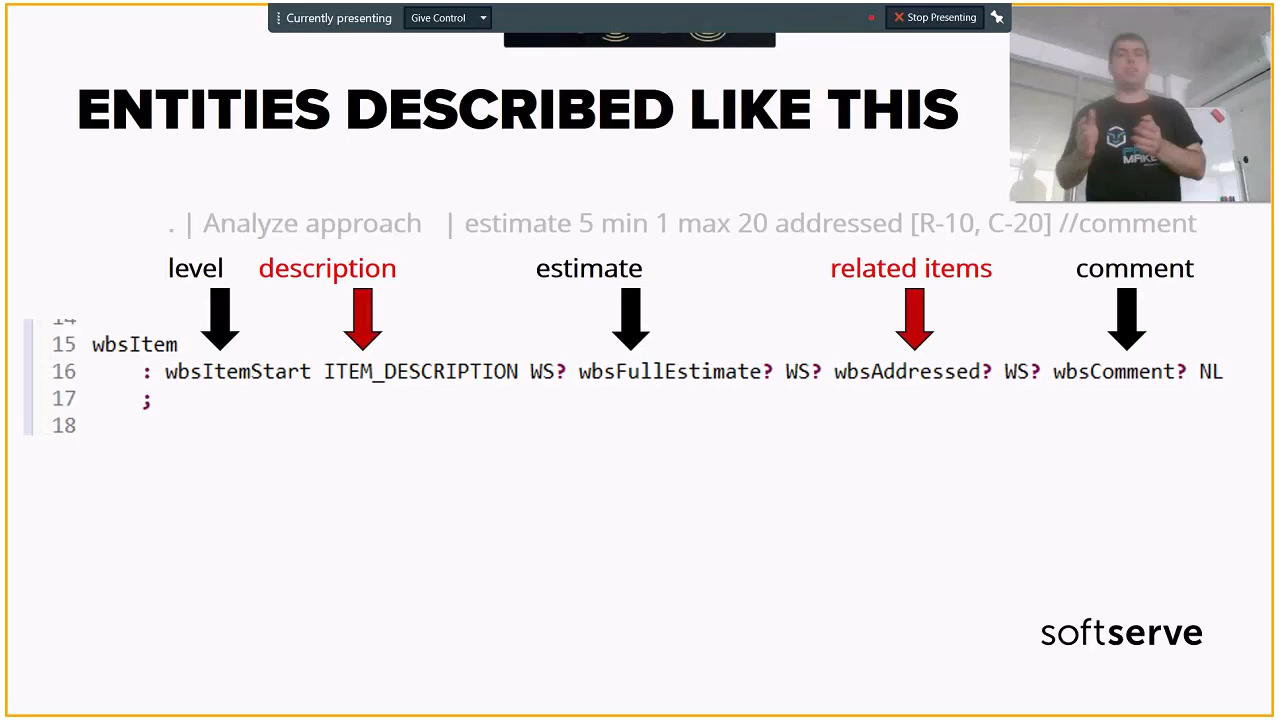 Currently presenting Give Control Stop Presenting
ENTITIES DESCRIBED LIKE THIS
. | Analyze approach | estimate 5 min 1 max 20 addressed [R-10, C-20] //comment
level description estimate related items comment
15 wbsItem
16 : wbsItemStart ITEM_DESCRIPTION WS? wbsFullEstimate? WS? wbsAddressed? WS? wbsComment? NL
17 ;
18
softserve